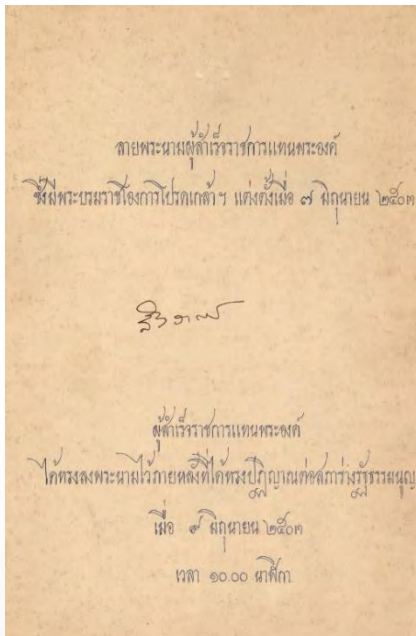 ลายพระนามผู้สำเร็จราชการแทนพระองค์
ซึ่งมีพระบรมราชโองการโปรดเกล้าฯ แต่งตั้งเมื่อ ๗ มิถุนายน ๒๕๐๓
ผู้สำเร็จราชการแทนพระองค์
ได้ทรงลงพระนามไว้ภายหลังที่ได้ทรงปฏิญาณต่อสภาร่างรัฐธรรมนูญ
เมื่อ ๙ มิถุนายน ๒๕๐๓
เวลา ๑๐.๐๐ นาฬิกา